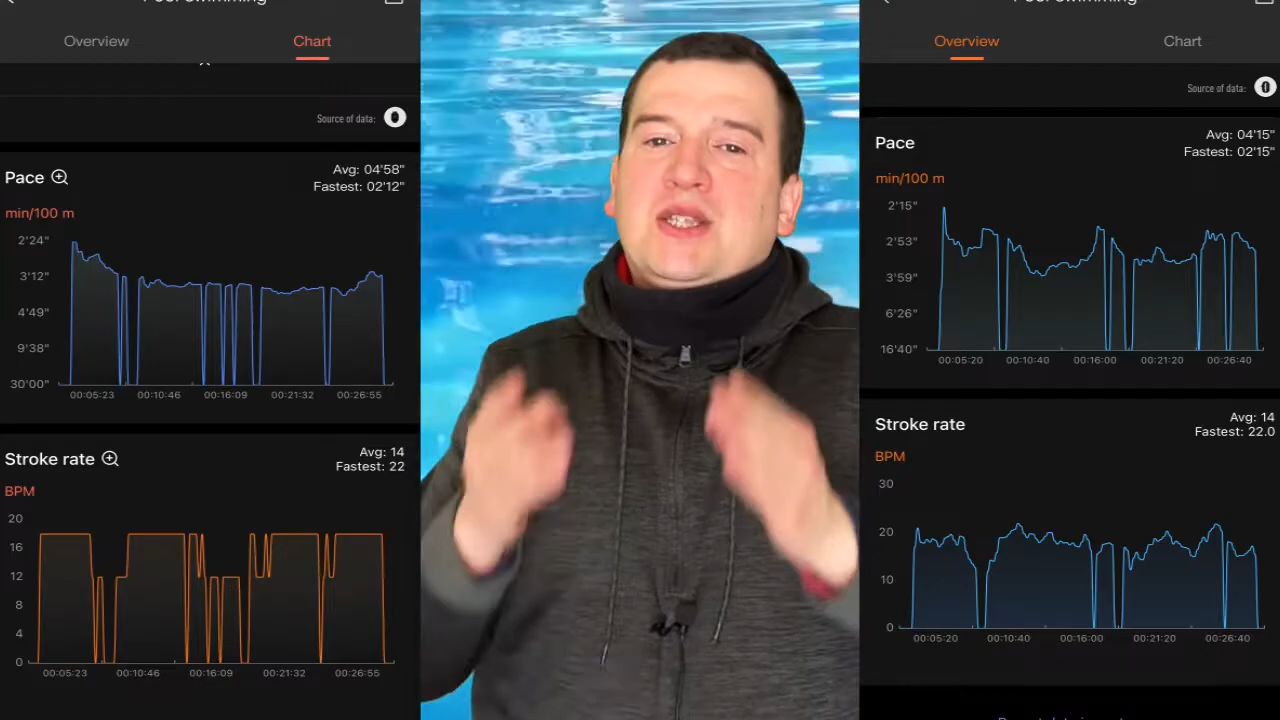 Pool swimming
Overview
Chart
Source of data:
Pace
Avg: 04'58"
Fastest: 02'12"
min/100 m
2'24"
3'12"
4'49"
9'38"
30'00"
00:05:23 00:10:46 00:16:09 00:21:32 00:26:55
Stroke rate
Avg: 14
Fastest: 22
BPM
20
16
12
8
4
0
00:05:23 00:10:46 00:16:09 00:21:32 00:26:55
Pool swimming
Overview
Chart
Source of data:
Pace
Avg: 04'15"
Fastest: 02'15"
min/100 m
2'15"
2'53"
3'59"
6'26"
16'40"
00:05:20 00:10:40 00:16:00 00:21:20 00:26:40
Stroke rate
Avg: 14
Fastest: 22.0
BPM
30
20
10
0
00:05:20 00:10:40 00:16:00 00:21:20 00:26:40